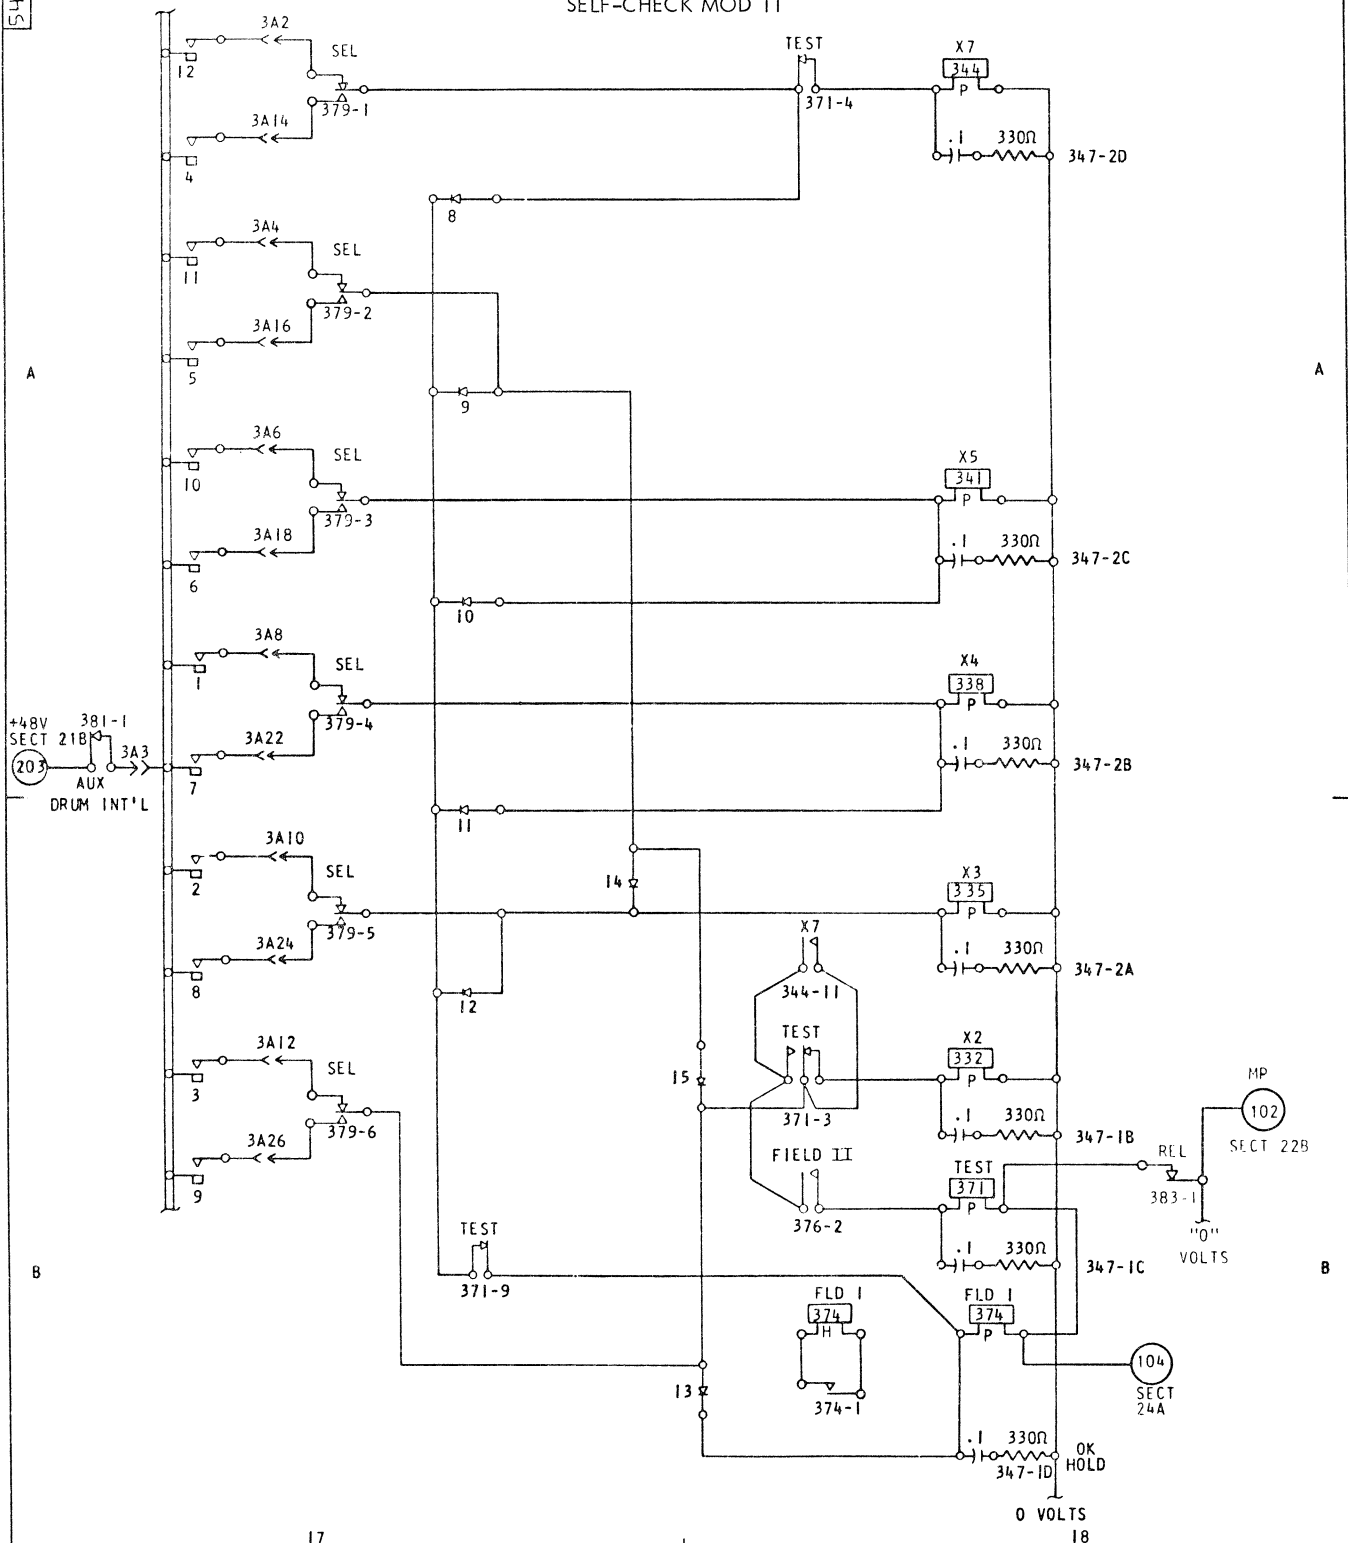 SELF-CHECK MOD II
54
3A2
SEL
TEST
X7
344
12
379-1
371-4
P
3A14
.1 330Ω
347-2D
4
8
3A4
SEL
11
379-2
3A16
5
A
A
9
3A6
SEL
X5
341
10
379-3
P
3A18
.1 330Ω
347-2C
6
10
3A8
SEL
X4
338
1
379-4
P
+48V
SECT 21B
381-1
203
3A3
3A22
.1 330Ω
347-2B
AUX
DRUM INT'L
7
11
3A10
SEL
X3
335
2
14
379-5
P
3A24
X7
.1 330Ω
347-2A
8
344-11
12
3A12
TEST
X2
332
3
SEL
15
P
MP
102
SECT 22B
379-6
371-3
.1 330Ω
347-1B
3A26
FIELD II
TEST
371
REL
383-1
9
376-2
P
"0"
VOLTS
TEST
.1 330Ω
347-1C
B
B
371-9
FLD I
374
H
FLD I
374
P
13
374-1
104
SECT
24A
.1 330Ω
347-1D
OK
HOLD
0 VOLTS
17
18